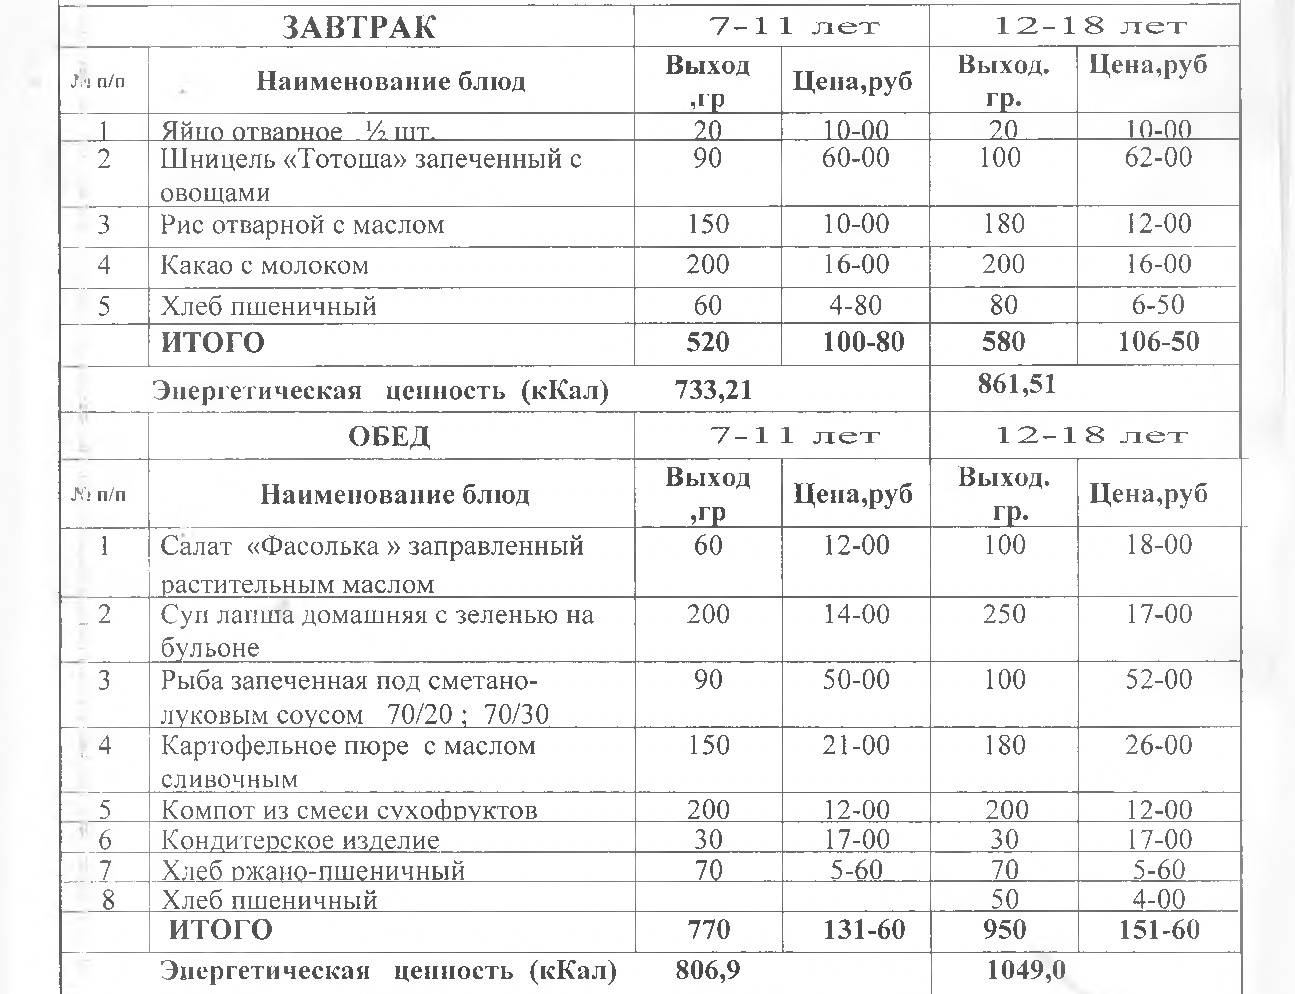 ЗАВТРАК 7-11 лет 12-18 лет
№ п/п Наименование блюд Выход ,гр Цена,руб Выход. гр. Цена,руб
1 Яйцо отварное ½ шт. 20 10-00 20 10-00
2 Шницель «Тотоша» запеченный с 90 60-00 100 62-00
овощами
3 Рис отварной с маслом 150 10-00 180 12-00
4 Какао с молоком 200 16-00 200 16-00
5 Хлеб пшеничный 60 4-80 80 6-50
ИТОГО 520 100-80 580 106-50
Энергетическая ценность (кКал) 733,21 861,51
ОБЕД 7-11 лет 12-18 лет
№ п/п Наименование блюд Выход ,гр Цена,руб Выход. гр. Цена,руб
1 Салат «Фасолька » заправленный 60 12-00 100 18-00
растительным маслом
2 Суп лапша домашняя с зеленью на 200 14-00 250 17-00
бульоне
3 Рыба запеченная под сметано- 90 50-00 100 52-00
луковым соусом 70/20 ; 70/30
4 Картофельное пюре с маслом 150 21-00 180 26-00
сливочным
5 Компот из смеси сухофруктов 200 12-00 200 12-00
6 Кондитерское изделие 30 17-00 30 17-00
7 Хлеб ржано-пшеничный 70 5-60 70 5-60
8 Хлеб пшеничный 50 4-00
ИТОГО 770 131-60 950 151-60
Энергетическая ценность (кКал) 806,9 1049,0